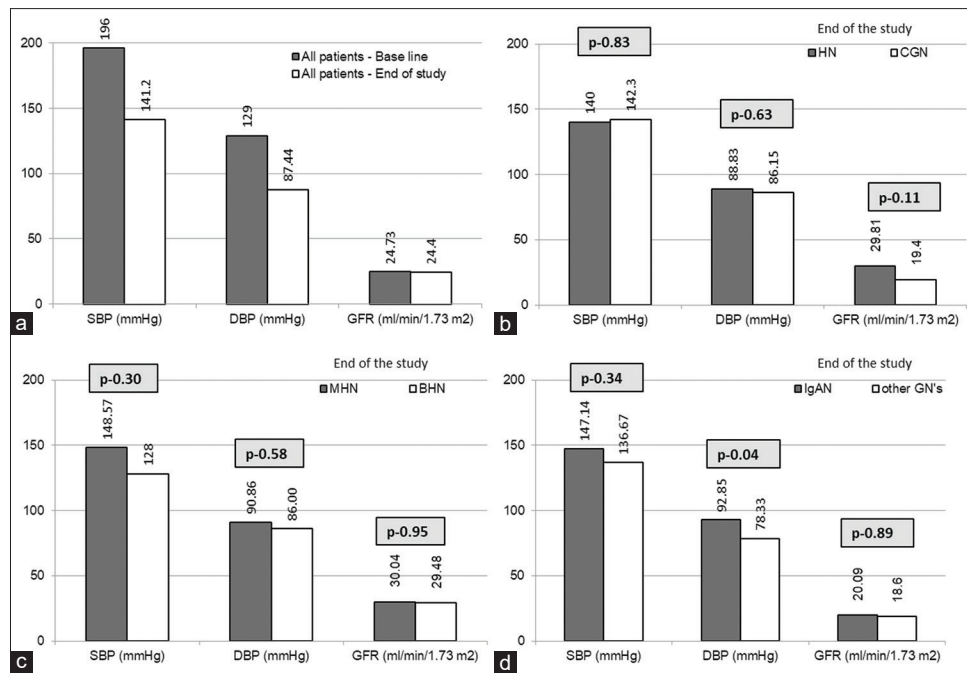 196
200
All patients - Base line
All patients - End of study
141.2
150
129
100
87.44
50
24.73
24.4
0
SBP (mmHg) DBP (mmHg) GFR (ml/min/1.73 m2)
a
End of the study
HN CGN
p-0.83
200
140
142.3
150
p-0.63
100
88.83
86.15
p-0.11
50
29.81
19.4
0
SBP (mmHg) DBP (mmHg) GFR (ml/min/1.73 m2)
b
End of the study
MHN BHN
200
p-0.30
148.57
128
150
p-0.58
100
90.86
86.00
p-0.95
50
30.04
29.48
0
SBP (mmHg) DBP (mmHg) GFR (ml/min/1.73 m2)
c
End of the study
IgAN other GN's
200
p-0.34
147.14
136.67
150
p-0.04
100
92.85
78.33
p-0.89
50
20.09
18.6
0
SBP (mmHg) DBP (mmHg) GFR (ml/min/1.73 m2)
d